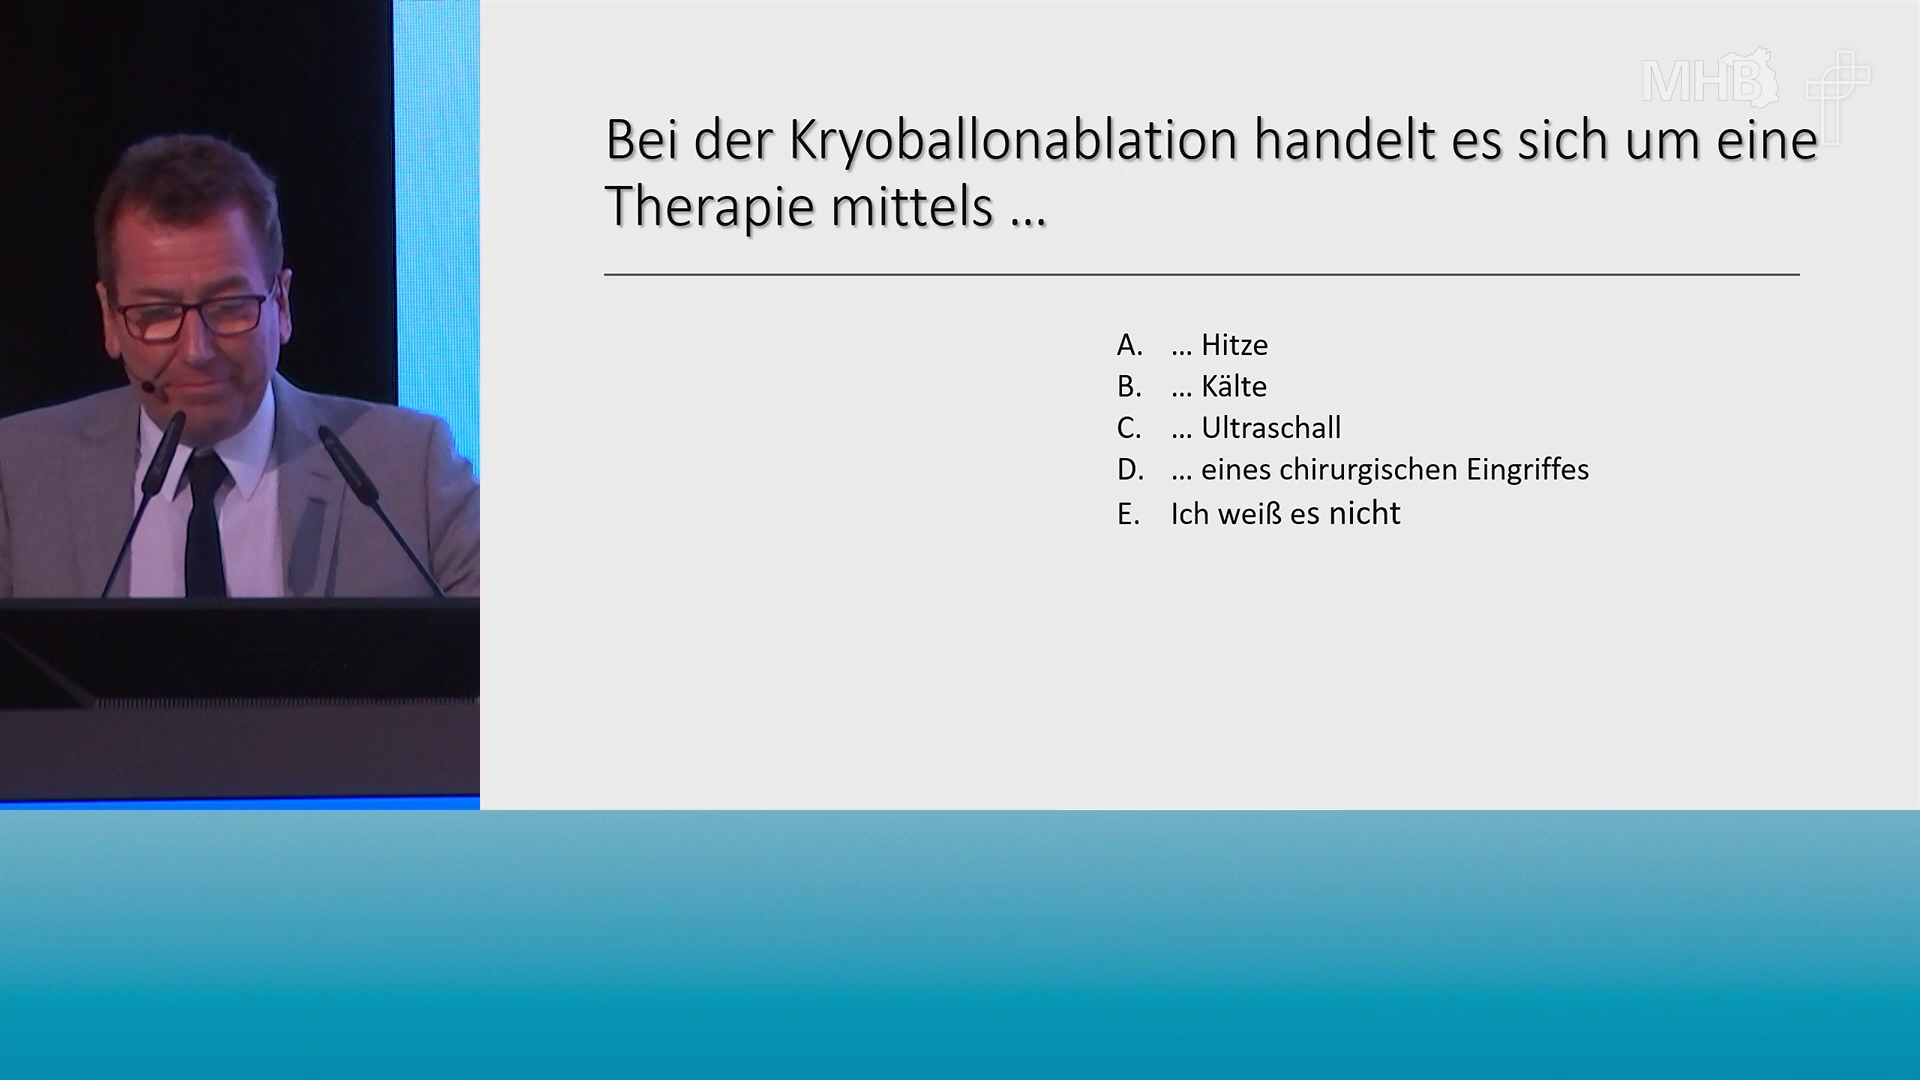 MHB
Bei der Kryoballonablation handelt es sich um eine
Therapie mittels ...
A. ... Hitze
B. ... Kälte
C. ... Ultraschall
D. ... eines chirurgischen Eingriffes
E. Ich weiß es nicht